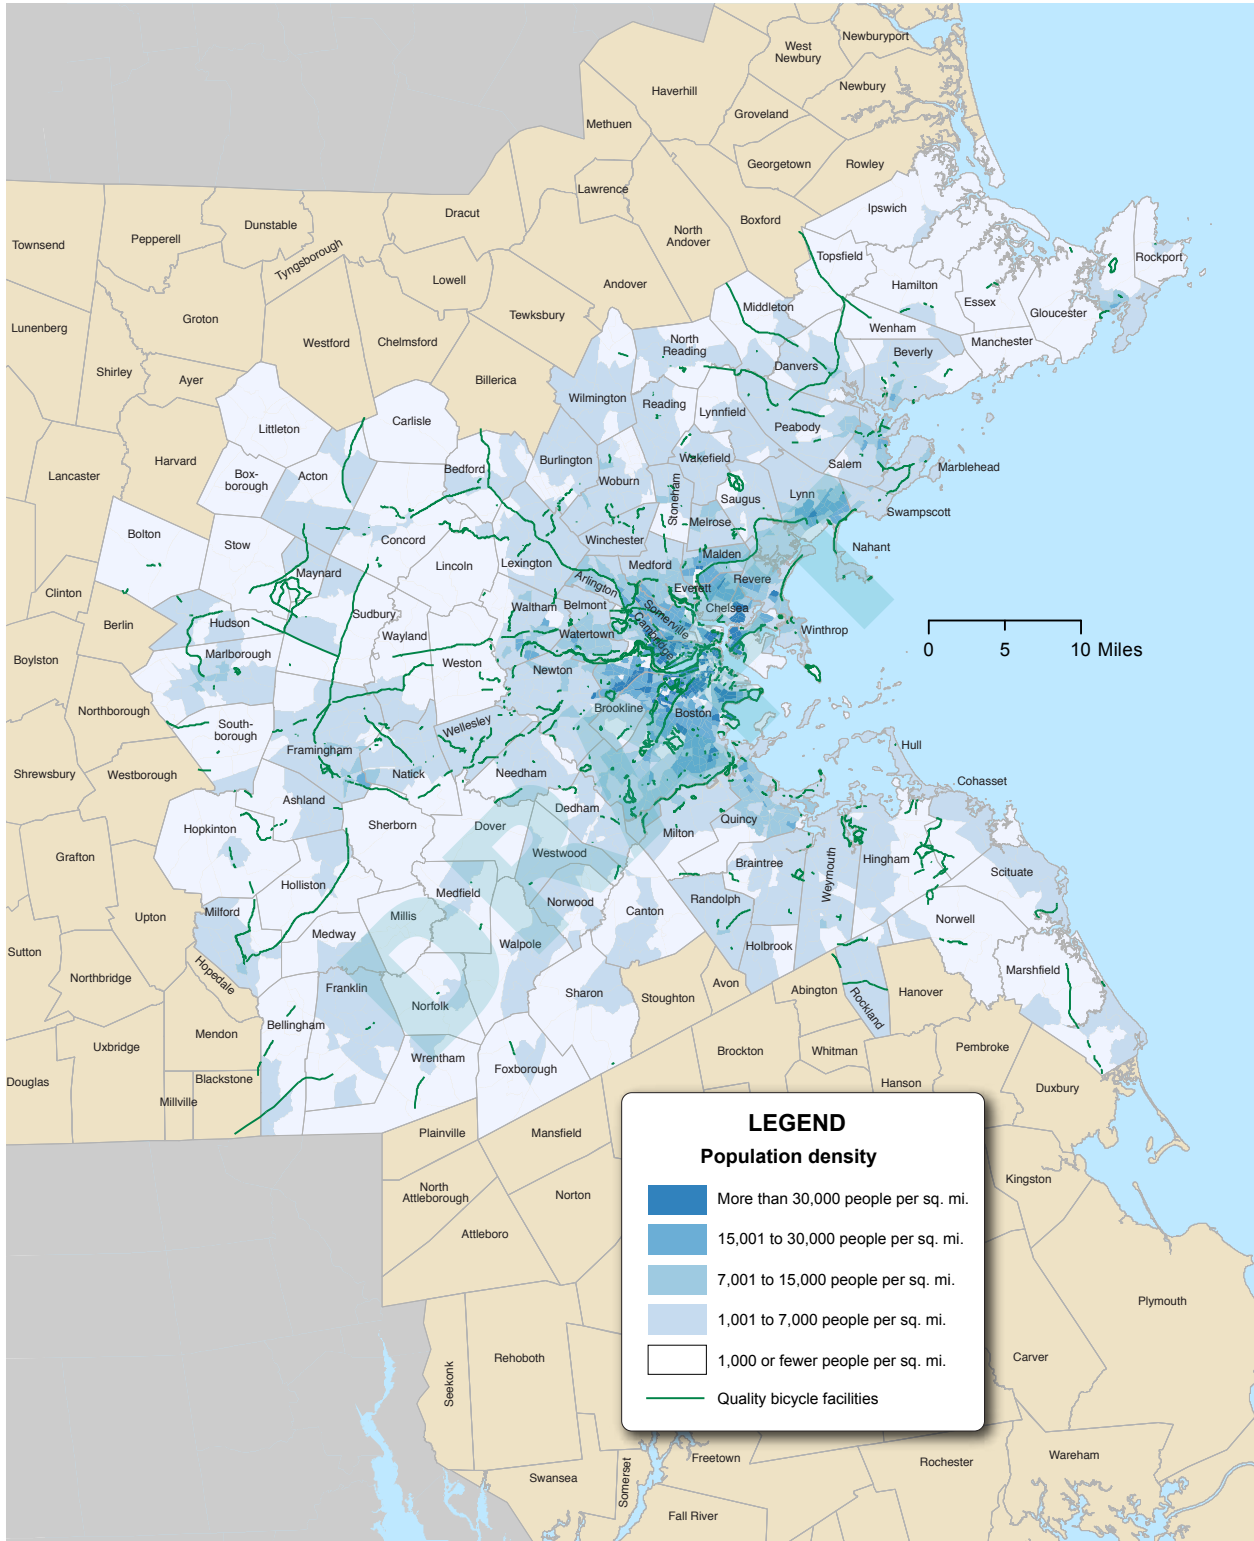 Newburyport
West
Newbury
Newbury
Haverhill
Groveland
Methuen
Georgetown
Rowley
Lawrence
Ipswich
Dracut
Boxford
Dunstable
Pepperell
North
Andover
Townsend
Tyngsborough
Topsfield
Rockport
Lowell
Andover
Hamilton
Essex
Middleton
Gloucester
Tewksbury
Groton
Lunenberg
Wenham
Westford
Chelmsford
North
Reading
Manchester
Beverly
Danvers
Shirley
Ayer
Billerica
Wilmington
Reading
Lynnfield
Carlisle
Peabody
Littleton
Harvard
Burlington
Wakefield
Salem
Marblehead
Bedford
Lancaster
Box-
borough
Acton
Woburn
Stoneham
Saugus
Lynn
Swampscott
Melrose
Bolton
Stow
Concord
Winchester
Nahant
Malden
Lincoln
Lexington
Medford
Maynard
Arlington
Everett
Revere
Clinton
Waltham
Belmont
Somerville
Chelsea
Sudbury
Berlin
Hudson
Wayland
Watertown
Cambridge
Winthrop
Boylston
Marlborough
Weston
Newton
0 5 10 Miles
Northborough
Brookline
Boston
South-
borough
Wellesley
Framingham
Hull
Shrewsbury
Westborough
Natick
Needham
Cohasset
Ashland
Dedham
Hopkinton
Sherborn
Dover
Milton
Quincy
Grafton
Westwood
Braintree
Weymouth
Hingham
Scituate
Holliston
Medfield
Norwood
Randolph
Upton
Milford
Millis
Canton
Norwell
Medway
Walpole
Holbrook
Sutton
Northbridge
Hopedale
Marshfield
Franklin
Norfolk
Sharon
Stoughton
Avon
Abington
Rockland
Hanover
Mendon
Bellingham
Uxbridge
Wrentham
Foxborough
Brockton
Whitman
Pembroke
Douglas
Blackstone
Millville
Hanson
Duxbury
Plainville
Mansfield
Kingston
North
Attleborough
Norton
Attleboro
Plymouth
Rehoboth
Seekonk
Carver
Freetown
Rochester
Wareham
Swansea
Somerset
Fall River
LEGEND
Population density
More than 30,000 people per sq. mi.
15,001 to 30,000 people per sq. mi.
7,001 to 15,000 people per sq. mi.
1,001 to 7,000 people per sq. mi.
1,000 or fewer people per sq. mi.
Quality bicycle facilities
DRAFT